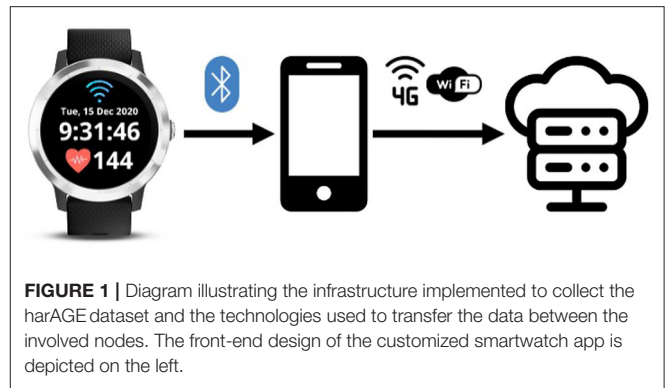 Tue, 15 Dec 2020
9:31:46
144
4G
Wi Fi
FIGURE 1 | Diagram illustrating the infrastructure implemented to collect the
harAGE dataset and the technologies used to transfer the data between the
involved nodes. The front-end design of the customized smartwatch app is
depicted on the left.